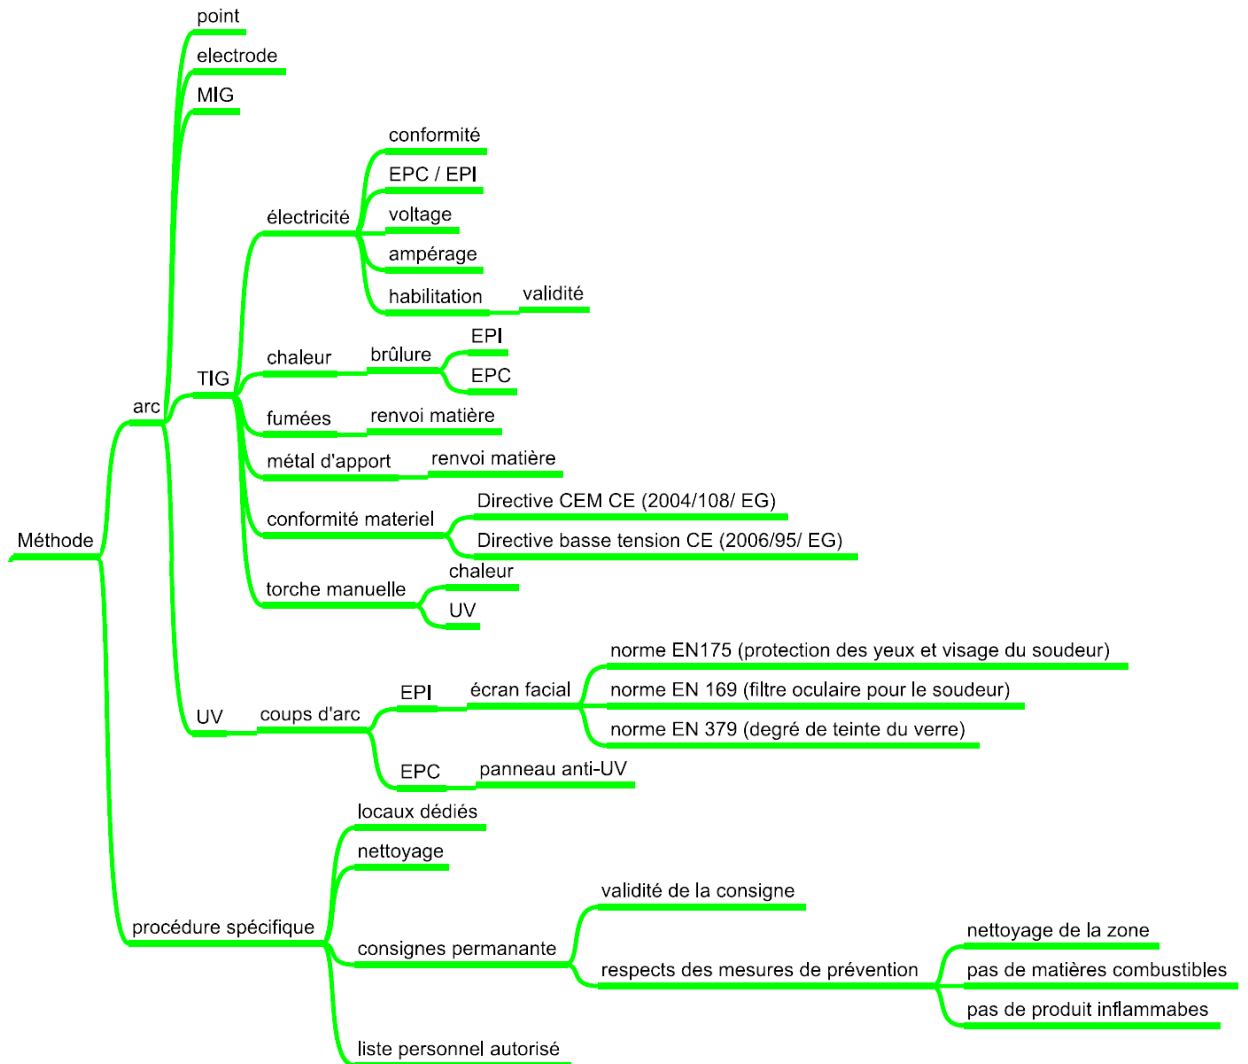 point
electrode
MIG
conformité
EPC / EPI
électricité
voltage
ampérage
habilitation
validité
chaleur
brûlure
EPI
EPC
TIG
arc
fumées
renvoi matière
métal d'apport
renvoi matière
Directive CEM CE (2004/108/ EG)
conformité materiel
Directive basse tension CE (2006/95/ EG)
Méthode
chaleur
torche manuelle
UV
norme EN175 (protection des yeux et visage du soudeur)
EPI
écran facial
norme EN 169 (filtre oculaire pour le soudeur)
UV
coups d'arc
norme EN 379 (degré de teinte du verre)
EPC
panneau anti-UV
locaux dédiés
nettoyage
validité de la consigne
procédure spécifique
nettoyage de la zone
consignes permanante
respects des mesures de prévention
pas de matières combustibles
pas de produit inflammabes
liste personnel autorisé